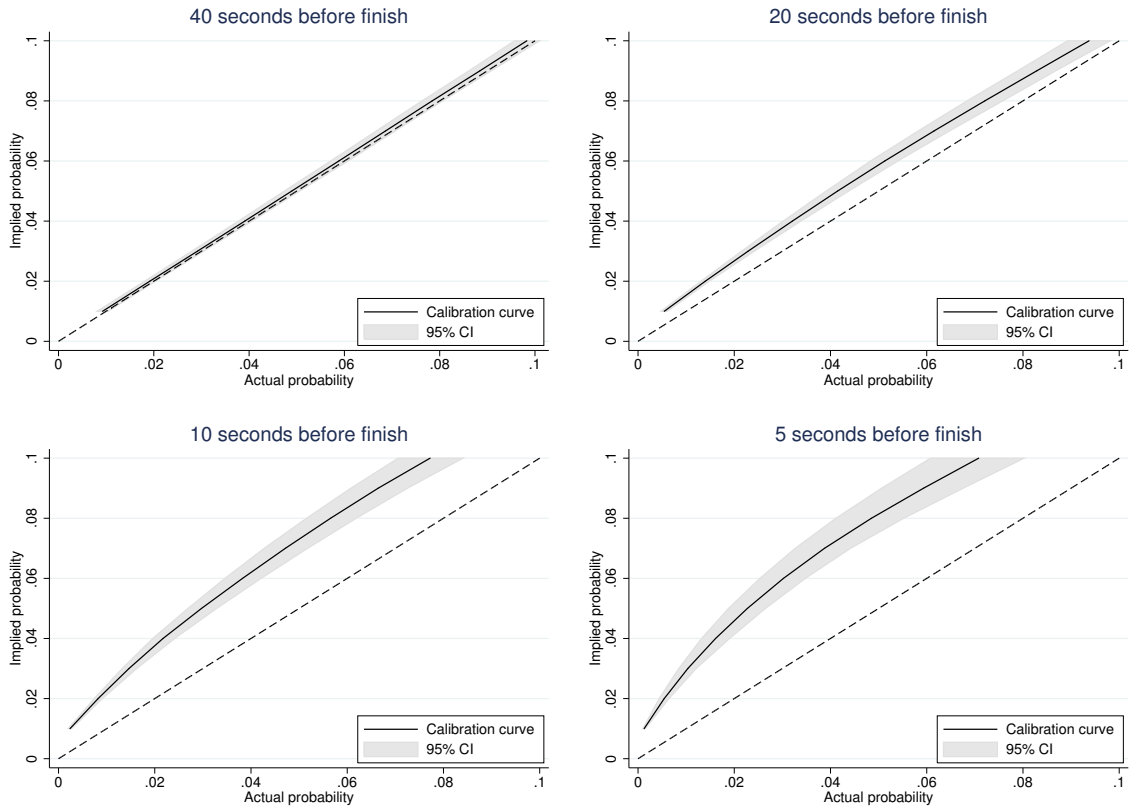 40 seconds before finish
Implied probability
.1
.08
.06
.04
.02
0
Calibration curve
95% CI
0 .02 .04 .06 .08 .1
Actual probability
20 seconds before finish
Implied probability
.1
.08
.06
.04
.02
0
Calibration curve
95% CI
0 .02 .04 .06 .08 .1
Actual probability
10 seconds before finish
Implied probability
.1
.08
.06
.04
.02
0
Calibration curve
95% CI
0 .02 .04 .06 .08 .1
Actual probability
5 seconds before finish
Implied probability
.1
.08
.06
.04
.02
0
Calibration curve
95% CI
0 .02 .04 .06 .08 .1
Actual probability